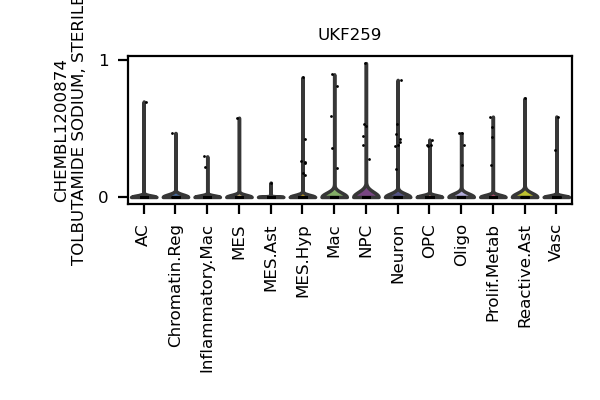 UKF259
CHEMBL1200874
TOLBUTAMIDE SODIUM, STERILE
1
0
AC
Chromatin.Reg
Inflammatory.Mac
MES
MES.Ast
MES.Hyp
Mac
NPC
Neuron
OPC
Oligo
Prolif.Metab
Reactive.Ast
Vasc